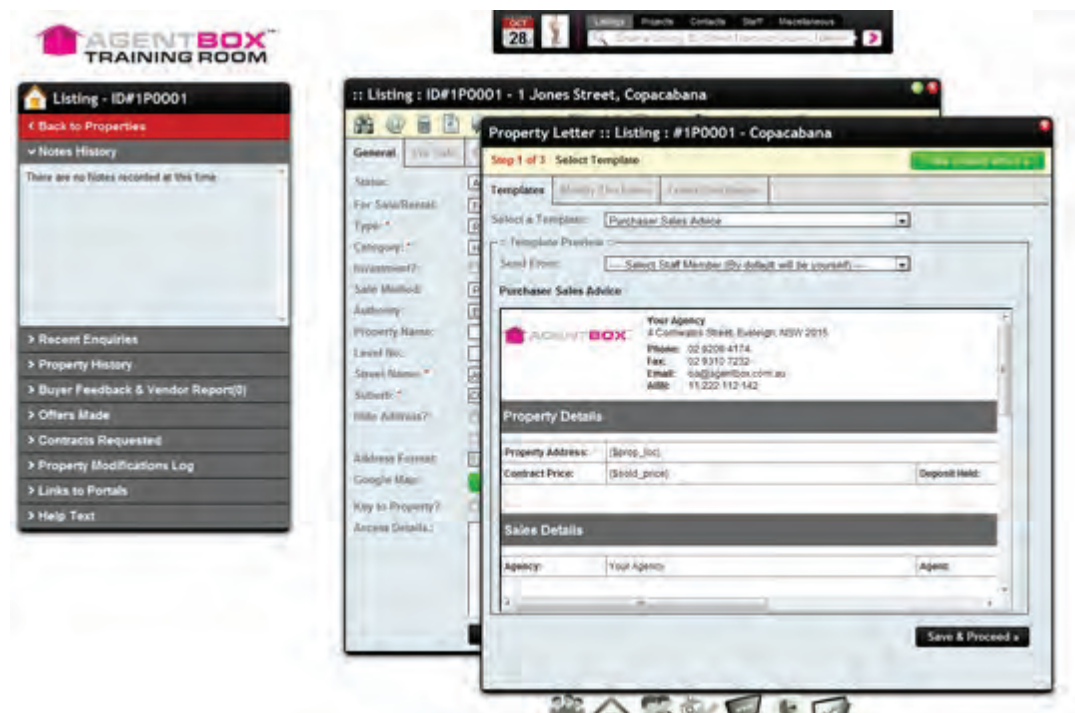 AGENTBOX™
TRAINING ROOM
OCT
28
Listings Projects Contacts Staff Miscellaneous
Listing - ID#1P0001
< Back to Properties
Notes History
There are no Notes recorded at this time
> Recent Enquiries
> Property History
> Buyer Feedback & Vendor Report(0)
> Offers Made
> Contracts Requested
> Property Modifications Log
> Links to Portals
> Help Text
:: Listing : ID#1P0001 - 1 Jones Street, Copacabana
General
Status:
For Sale/Rental:
Type: *
Category: *
Investment?:
Sale Method:
Authority:
Property Name:
Level No.:
Street Name: *
Suburb: *
Hide Address?
Address Format:
Google Map:
Key to Property?
Access Details.:
Property Letter :: Listing : #1P0001 - Copacabana
Step 1 of 3 Select Template
Templates
Select a Template: Purchaser Sales Advice
:: Template Preview ::
Send From: --- Select Staff Member (By default will be yourself) ---
Purchaser Sales Advice
AGENTBOX
Your Agency
4 Cornwallis Street, Eveleigh, NSW 2015
Phone: 02 9209 4174
Fax: 02 9310 7232
Email: oa@agentbox.com.au
ABN: 11 222 112 142
Property Details
Property Address: {$prop_loc}
Contract Price: {$sold_price} Deposit Held:
Sales Details
Agency: Your Agency Agent:
Save & Proceed »